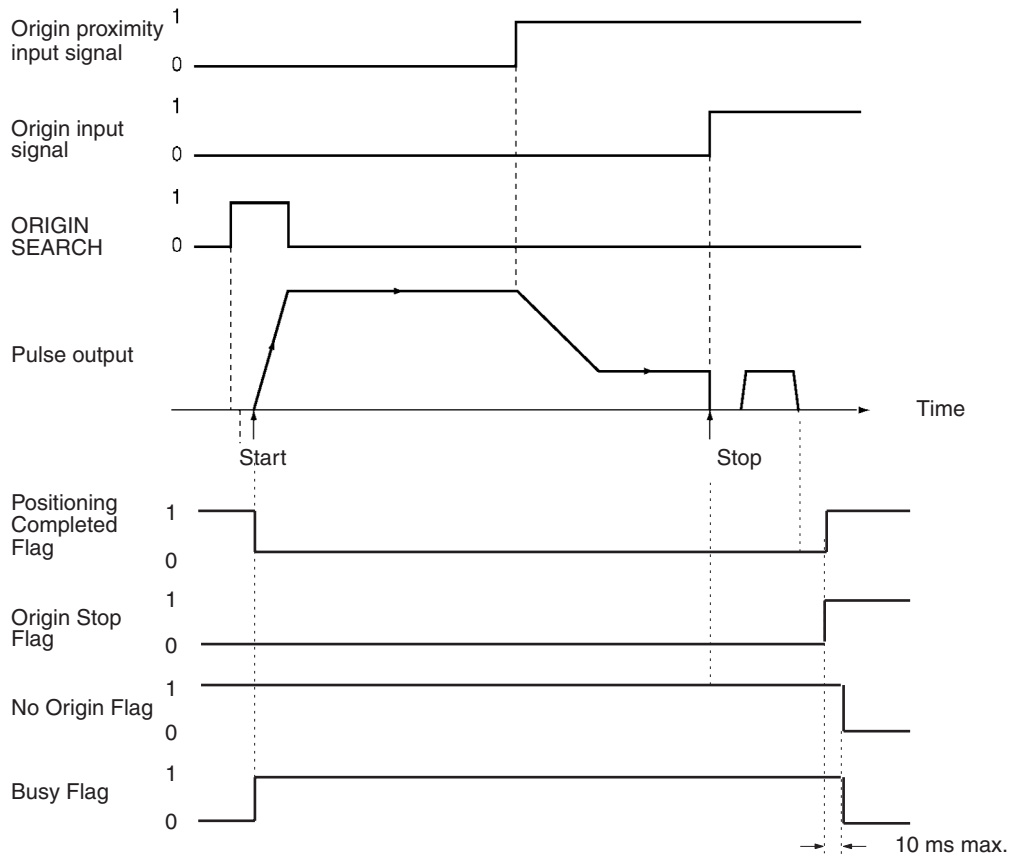 Origin proximity
input signal
1
0
Origin input
signal
1
0
ORIGIN
SEARCH
1
0
Pulse output
Time
Start
Stop
Positioning
Completed
Flag
1
0
Origin Stop
Flag
1
0
No Origin Flag
1
0
Busy Flag
1
0
10 ms max.